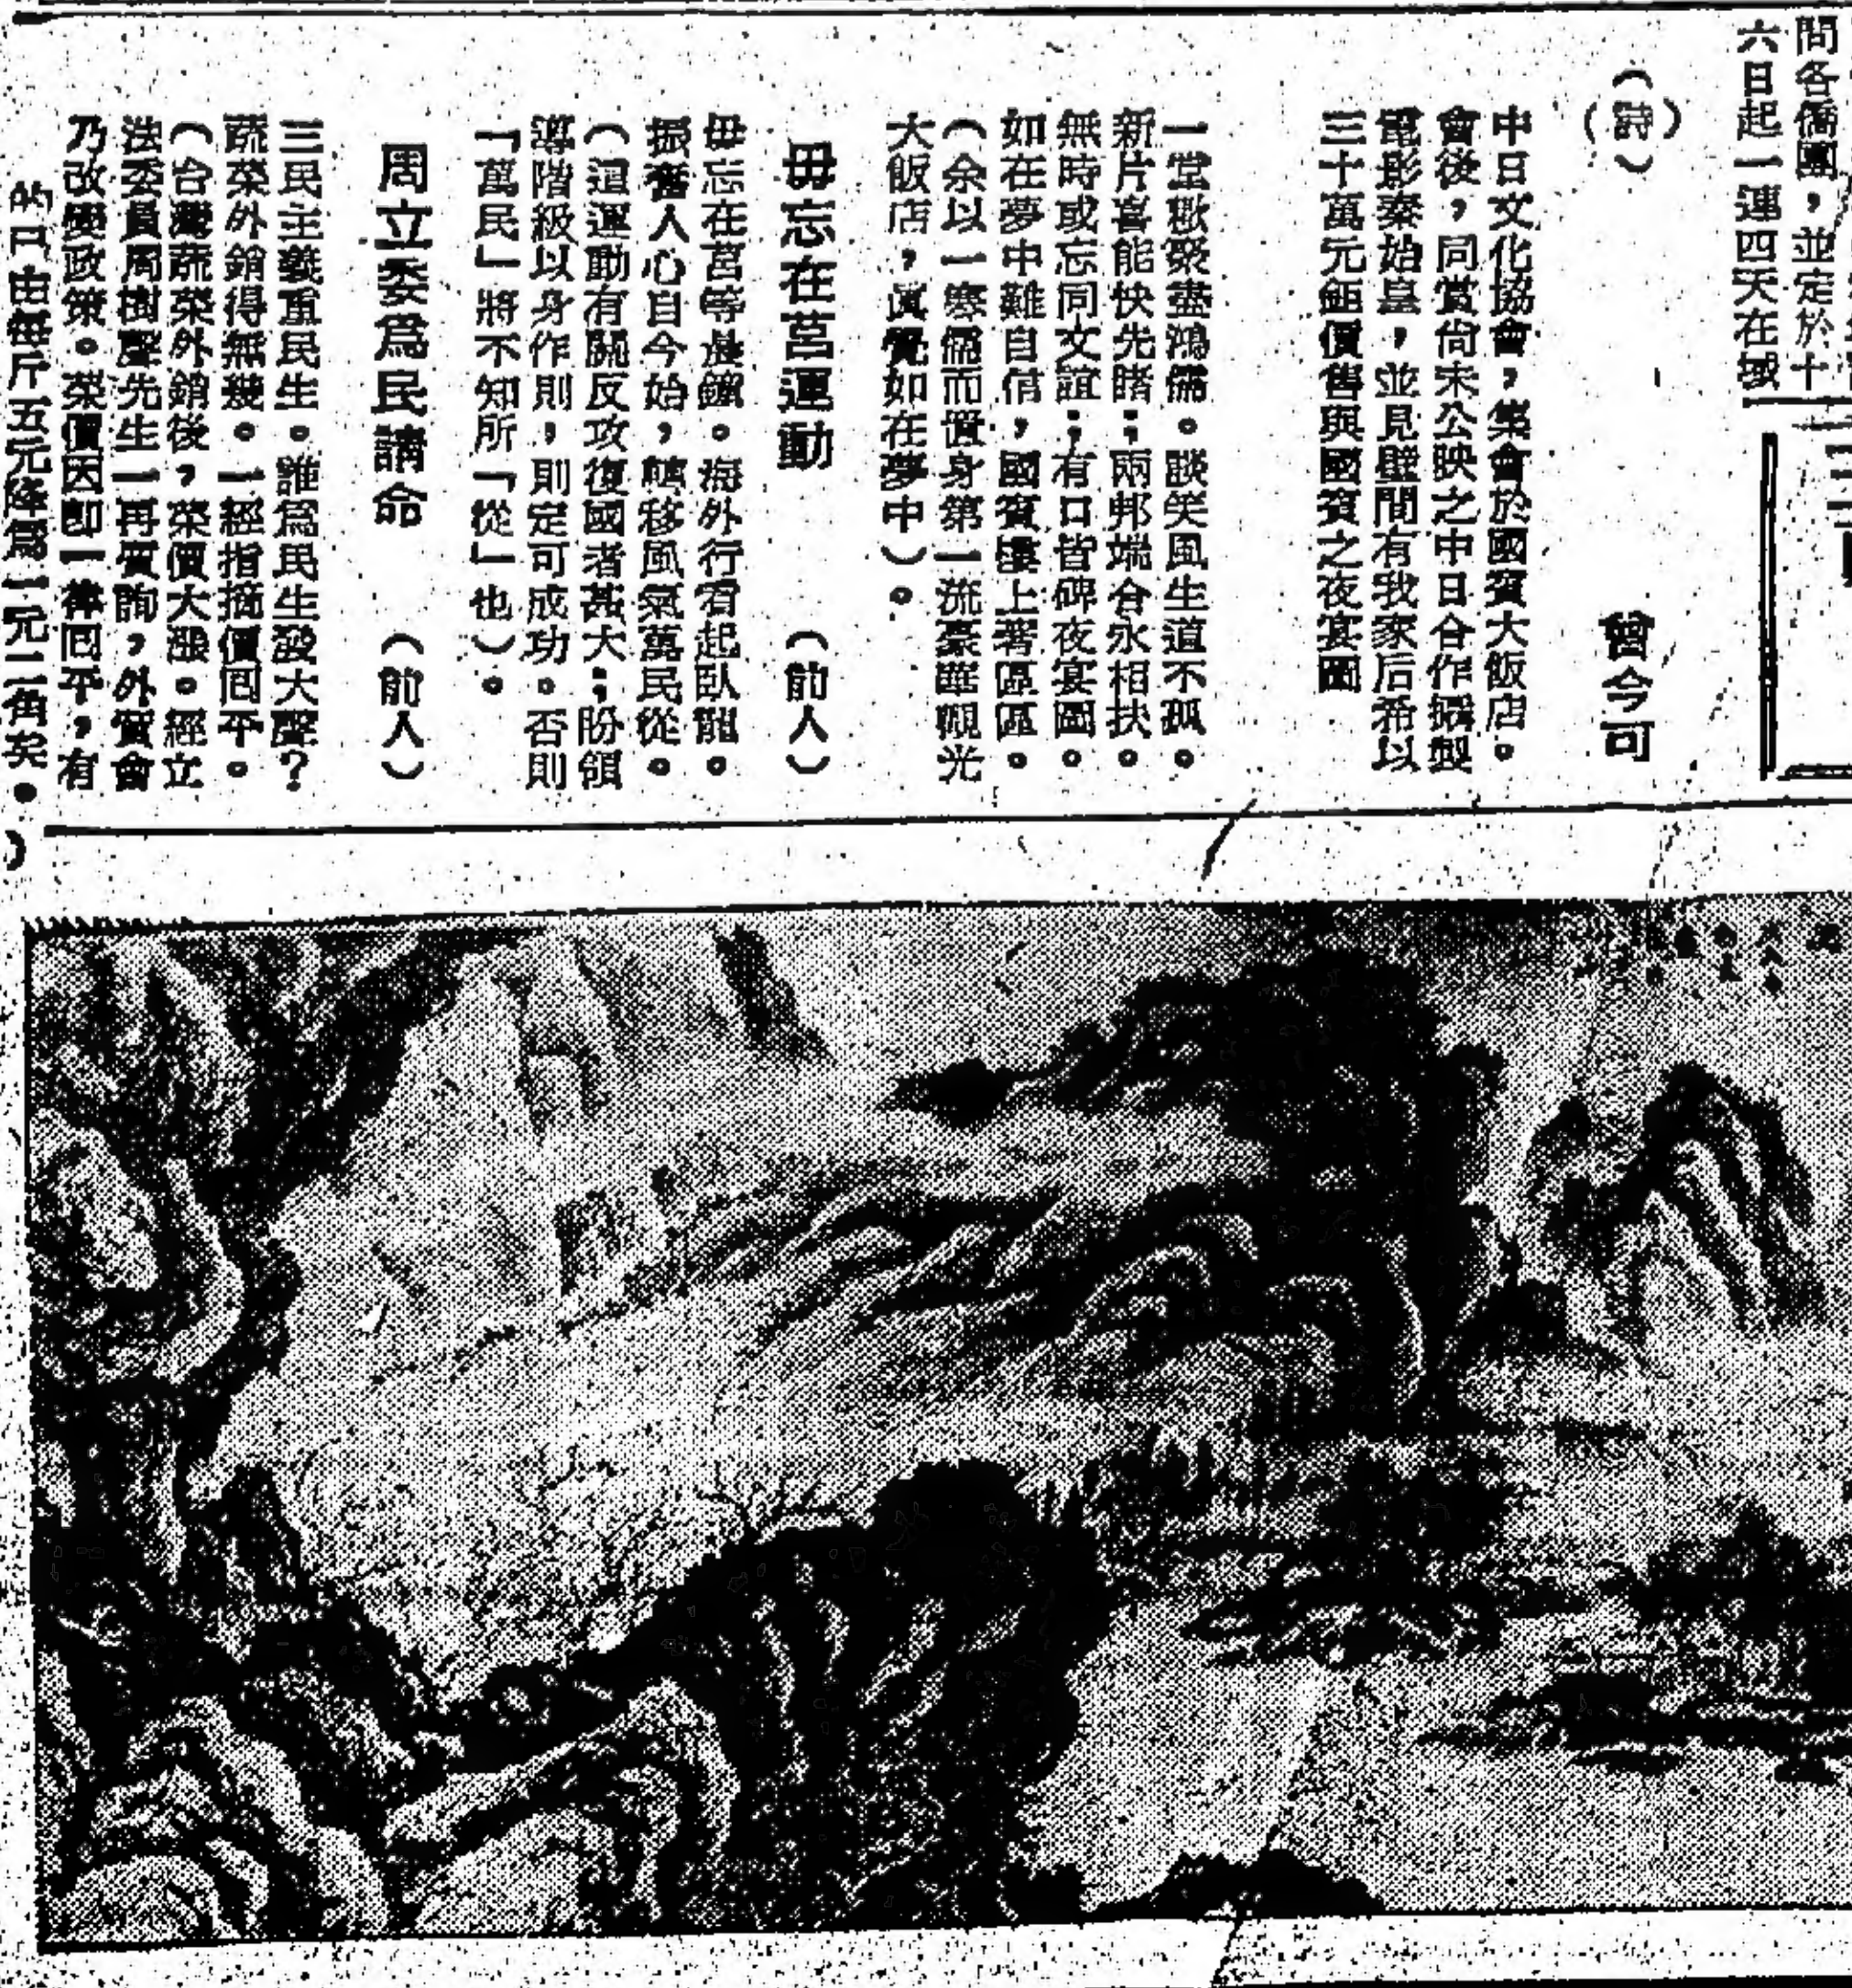 問各僑團,並定於十
六日起一連四天在域
(詩) 曾今可
中日文化協會,集會於國賓大飯店。
會後,同賞尚未公映之中日合作攝製
電影秦始皇,並見壁間有我家后希以
三十萬元鉅價售與國賓之夜宴圖
一堂歡聚盡鴻儒。談笑風生道不孤。
新片喜能快先睹;兩邦端合永相扶。
無時或忘同文誼;有口皆碑夜宴圖。
如在夢中難自信,國賓樓上著區區。
(余以一寒儒而置身第一流豪華觀光
大飯店,眞覺如在夢中)。
毋忘在莒運動 (前人)
毋忘在莒等晨鐘。海外行看起臥龍。
振奮人心自今始,轉移風氣萬民從。
(這運動有關反攻復國者甚大;盼領
導階級以身作則,則定可成功。否則
「萬民」將不知所「從」也)。
周立委爲民請命 (前人)
三民主義重民生。誰爲民生發大聲?
蔬菜外銷得無礙。一經指摘價回平。
(台灣蔬菜外銷後,菜價大漲。經立
法委員周樹聲先生一再質詢,外貿會
乃改變政策。菜價因卽一律回平,有
的已由每斤五元降爲一元二角矣。)